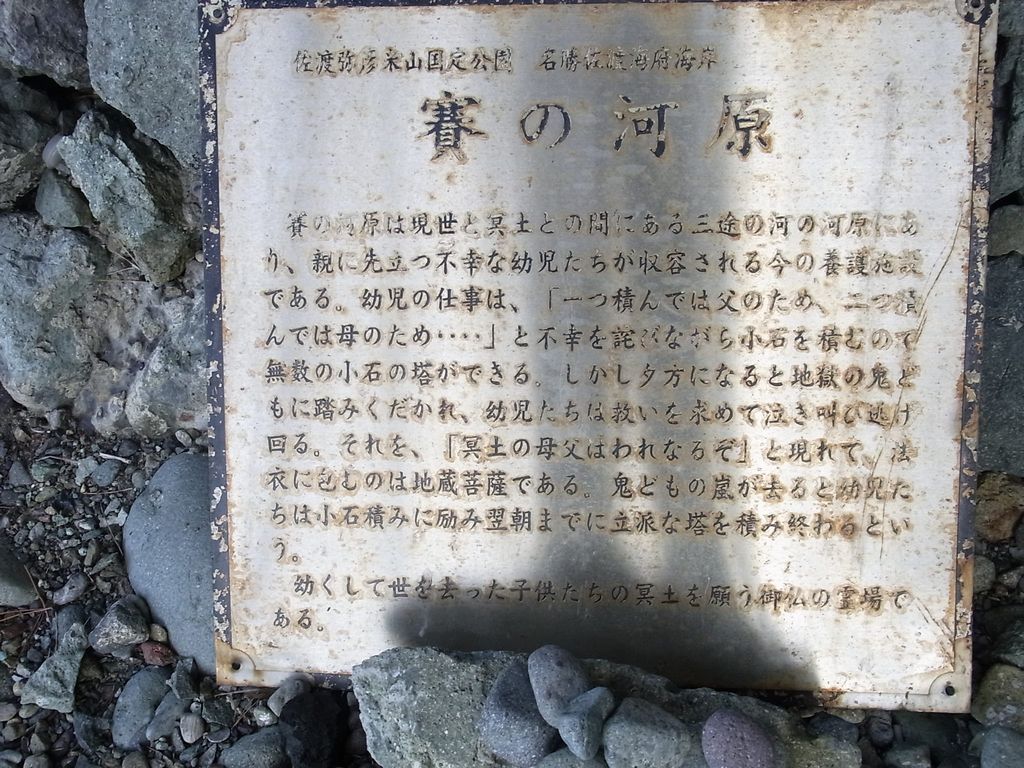 佐渡弥彦米山国定公園　名勝佐渡海府海岸
賽の河原
賽の河原は現世と冥土との間にある三途の河の河原にあ
り、親に先立つ不幸な幼児たちが収容される今の養護施設
である。幼児の仕事は、「一つ積んでは父のため、二つ積
んでは母のため‥‥」と不幸を詫びながら小石を積むので
無数の小石の塔ができる。しかし夕方になると地獄の鬼ど
もに踏みくだかれ、幼児たちは救いを求めて泣き叫び逃げ
回る。それを、「冥土の母父はわれなるぞ」と現れて、法
衣に包むのは地蔵菩薩である。鬼どもの嵐が去ると幼児た
ちは小石積みに励み翌朝までに立派な塔を積み終わるとい
う。
幼くして世を去った子供たちの冥土を願う御仏の霊場で
ある。